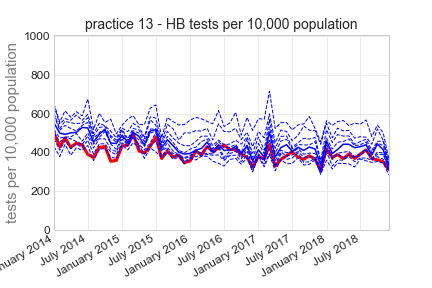 practice 13 - HB tests per 10,000 population
tests per 10,000 population
1000
800
600
400
200
0
nuary 2014
July 2014
January 2015
July 2015
January 2016
July 2016
January 2017
July 2017
January 2018
July 2018